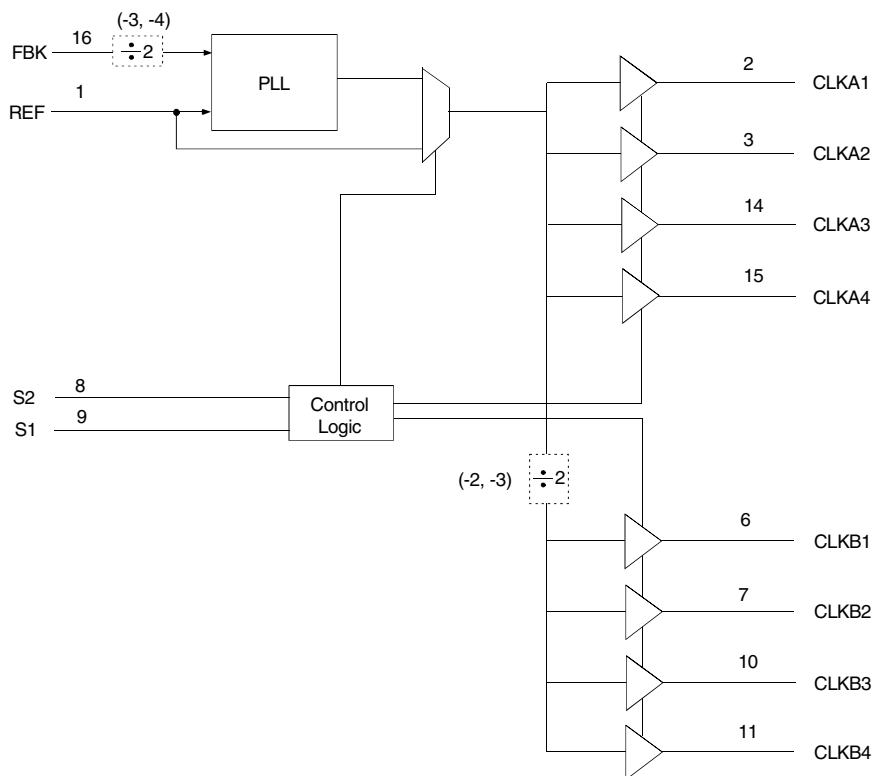 (-3, -4)
FBK 16 ÷2
PLL
REF 1
2 CLKA1
3 CLKA2
14 CLKA3
15 CLKA4
S2 8
S1 9
Control
Logic
(-2, -3) ÷2
6 CLKB1
7 CLKB2
10 CLKB3
11 CLKB4